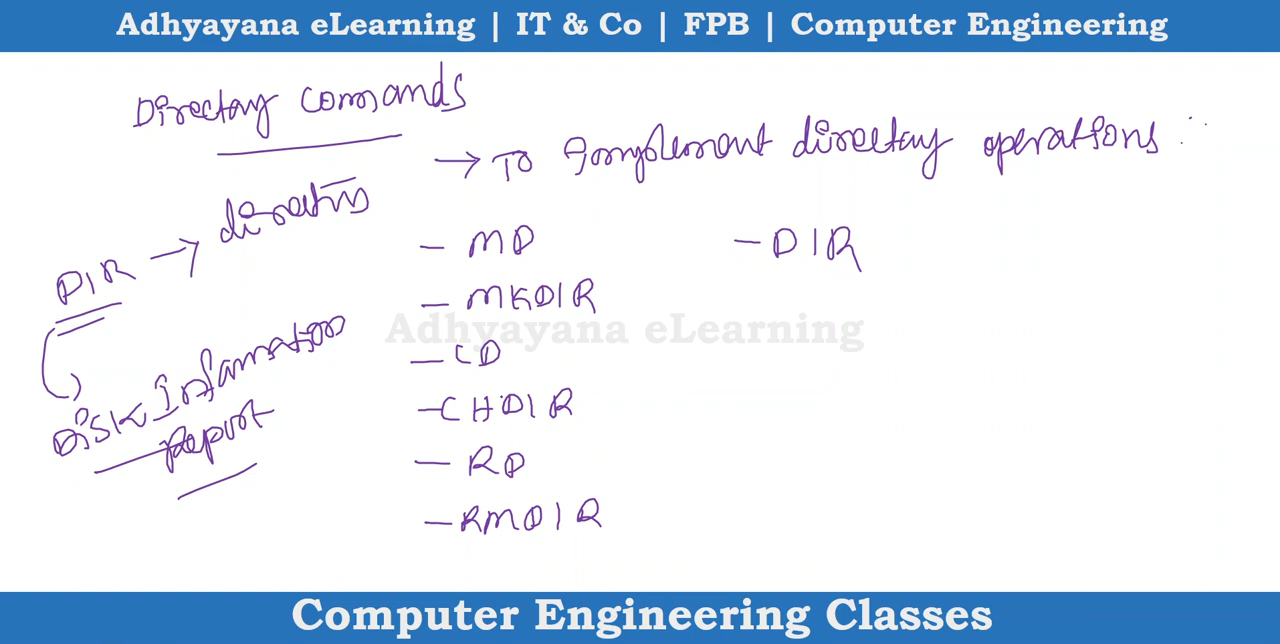 Adhyayana eLearning | IT & Co | FPB | Computer Engineering
Directory commands
→ To Implement directory operations :
DIR →
Disk Information
Report
- MD
- MKDIR
- CD
- CHDIR
- RD
- RMDIR
- DIR
Adhyayana eLearning
Computer Engineering Classes